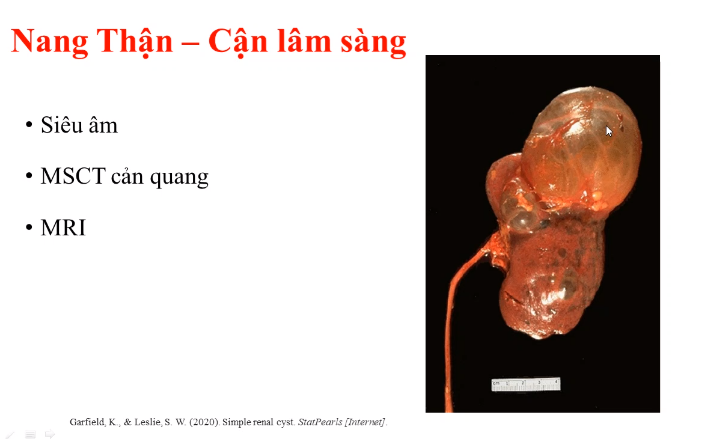 Nang Thận – Cận lâm sàng
• Siêu âm
• MSCT cản quang
• MRI
Garfield, K., & Leslie, S. W. (2020). Simple renal cyst. StatPearls [Internet].